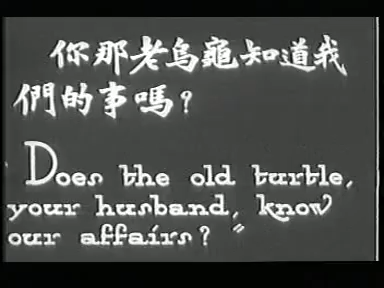 你那老烏龜知道我
們的事嗎？
Does the old turtle,
your husband, know
our affairs? "